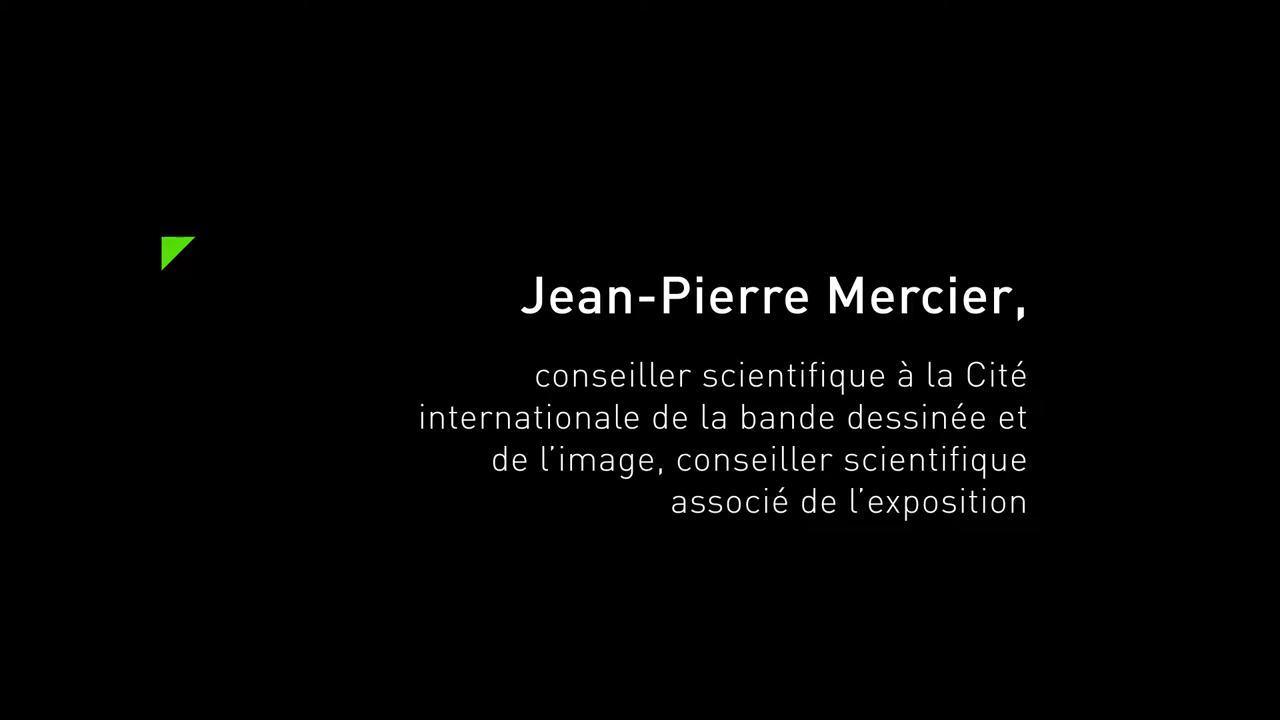 Jean-Pierre Mercier,
conseiller scientifique à la Cité
internationale de la bande dessinée et
de l’image, conseiller scientifique
associé de l’exposition